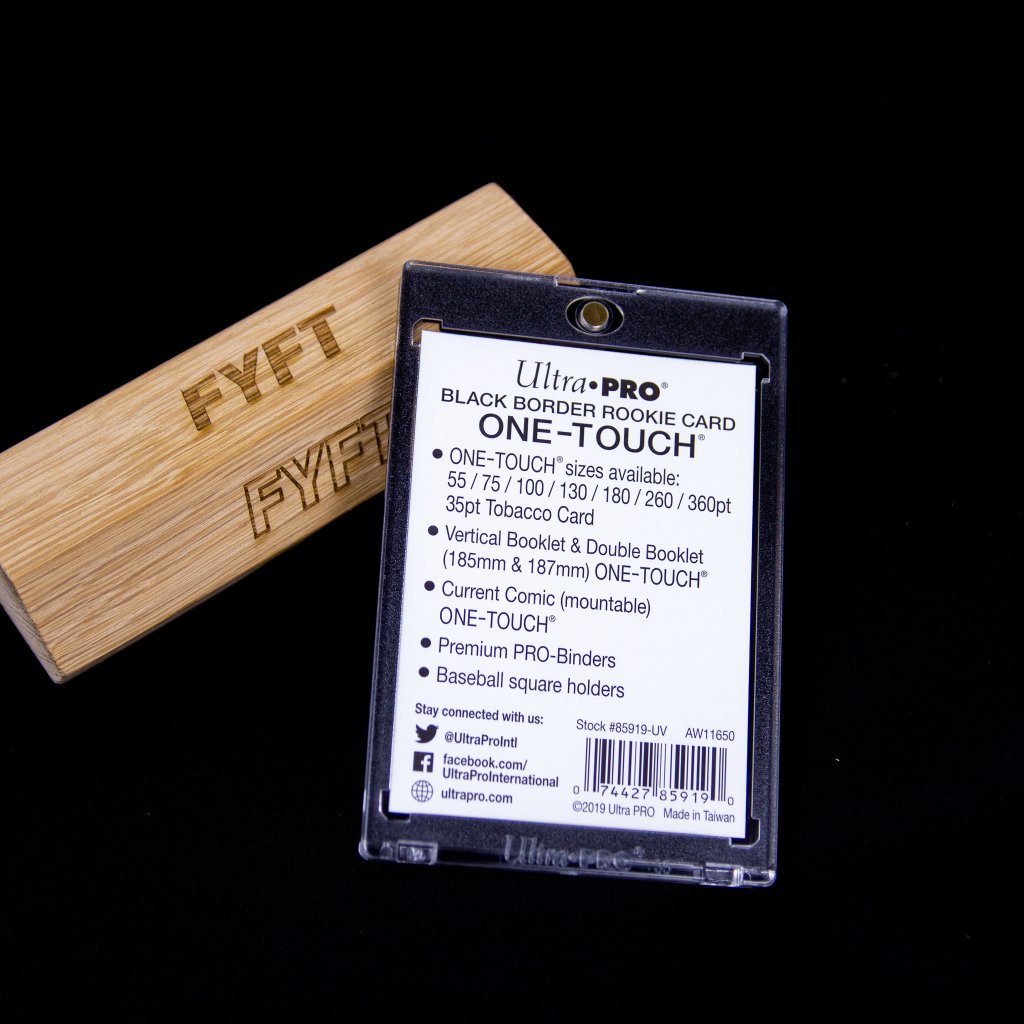 FYFT
FYFT
Ultra•PRO®
BLACK BORDER ROOKIE CARD
ONE-TOUCH®
• ONE-TOUCH® sizes available:
55 / 75 / 100 / 130 / 180 / 260 / 360pt
35pt Tobacco Card
• Vertical Booklet & Double Booklet
(185mm & 187mm) ONE-TOUCH®
• Current Comic (mountable)
ONE-TOUCH®
• Premium PRO-Binders
• Baseball square holders
Stay connected with us:
@UltraProIntl
facebook.com/
UltraProInternational
ultrapro.com
Stock #85919-UV AW11650
0 74427 85919 0
©2019 Ultra PRO Made in Taiwan
Ultra•PRO®